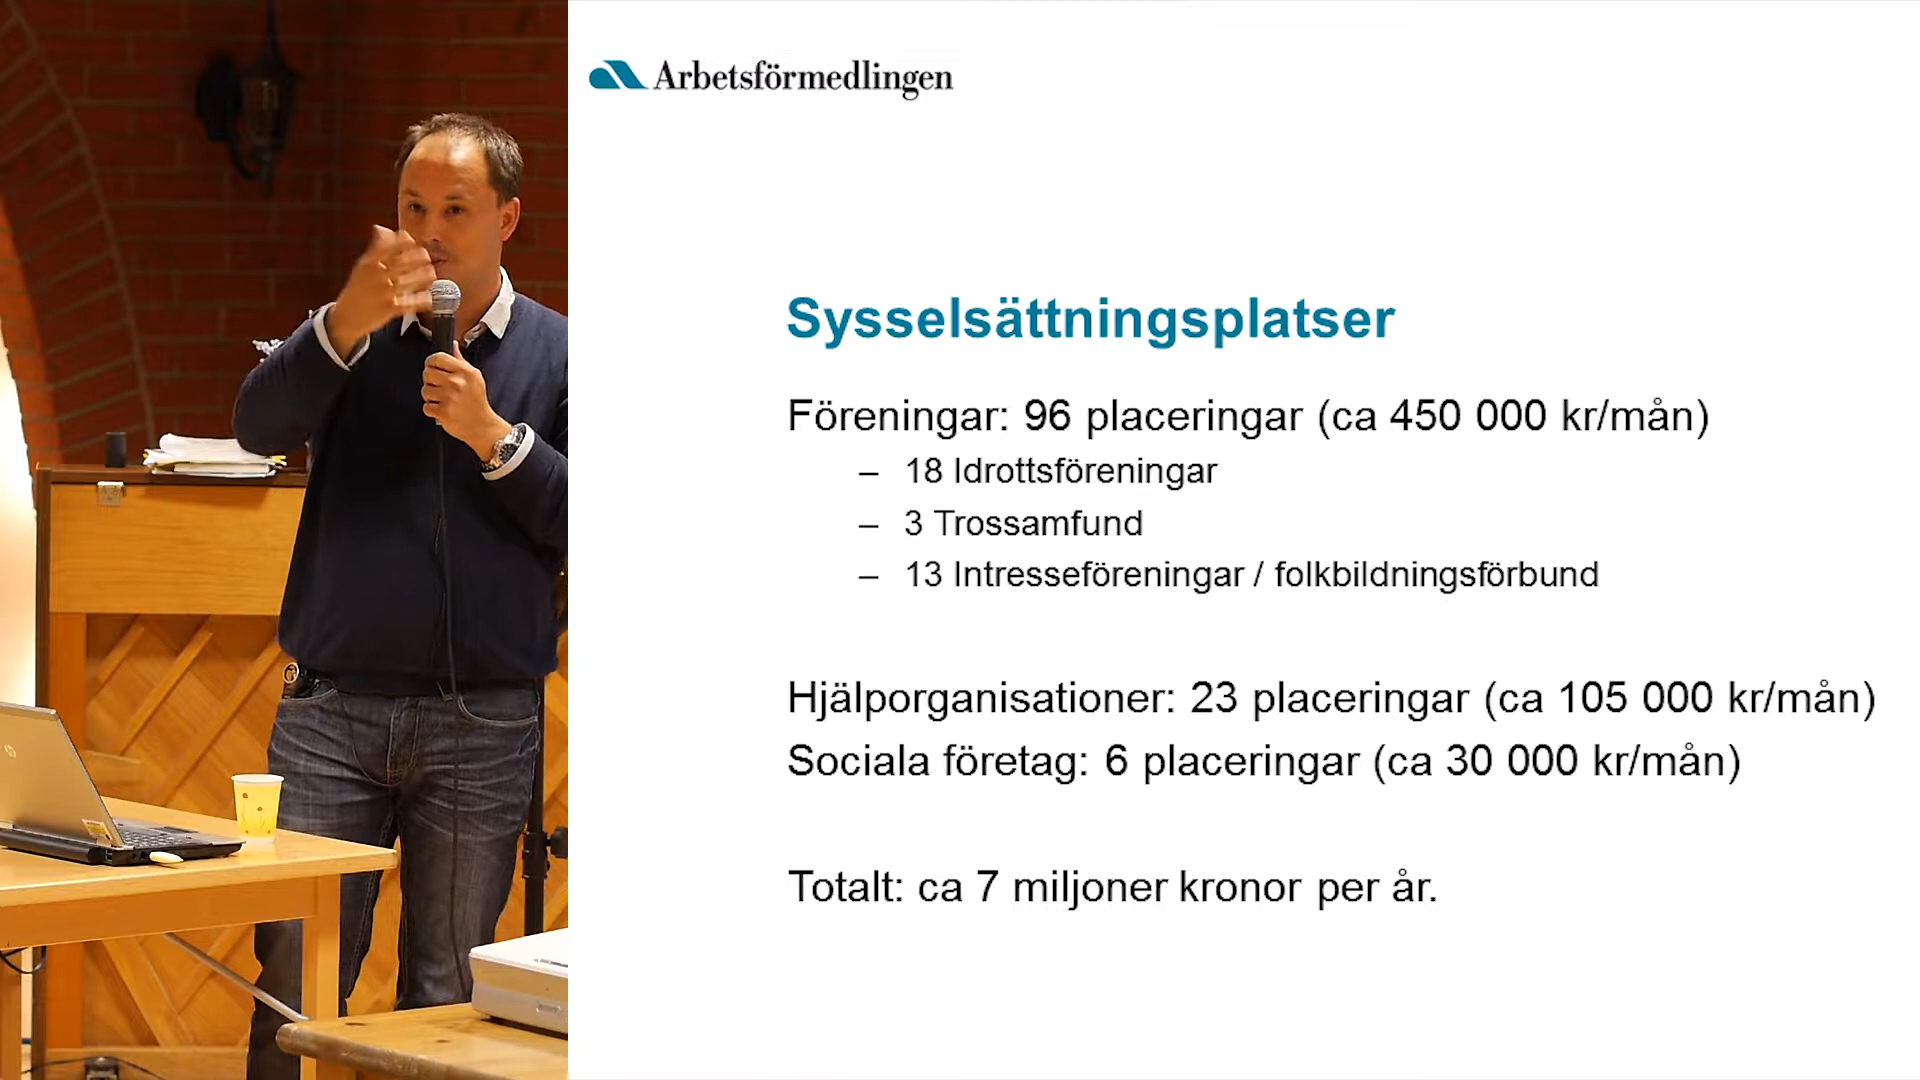 Arbetsförmedlingen
Sysselsättningsplatser
Föreningar: 96 placeringar (ca 450 000 kr/mån)
– 18 Idrottsföreningar
– 3 Trossamfund
– 13 Intresseföreningar / folkbildningsförbund
Hjälporganisationer: 23 placeringar (ca 105 000 kr/mån)
Sociala företag: 6 placeringar (ca 30 000 kr/mån)
Totalt: ca 7 miljoner kronor per år.